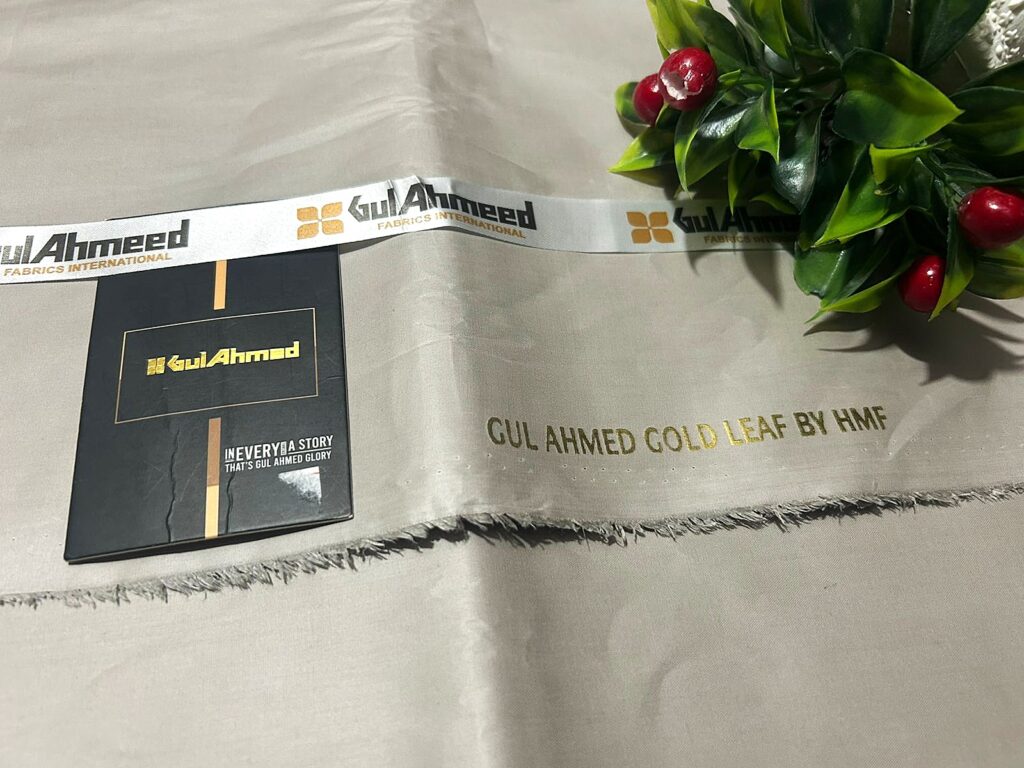 GulAhmeed
FABRICS INTERNATIONAL
GulAhmeed
FABRICS INTERNATIONAL
GulAhmeed
FABRICS INTERNATIONAL
GulAhmed
IN EVERY A STORY
THAT'S GUL AHMED GLORY
GUL AHMED GOLD LEAF BY HMF